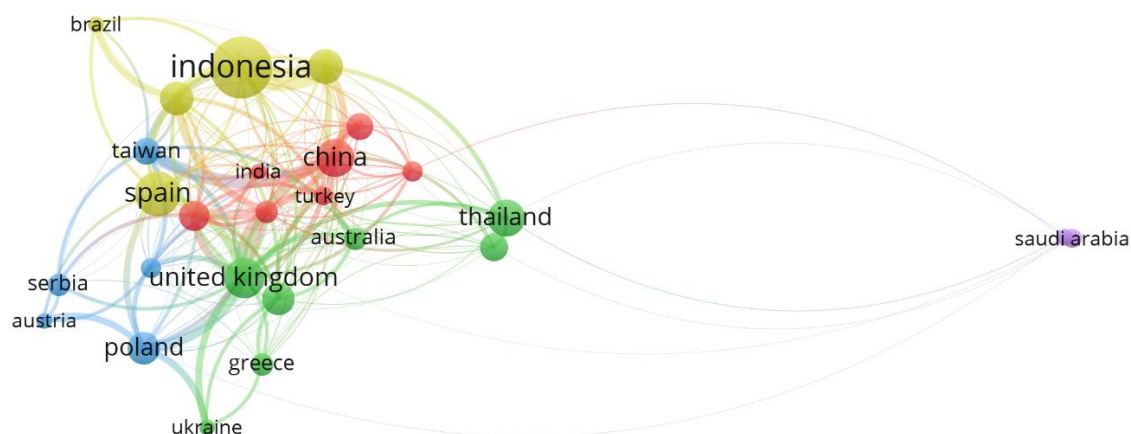 brazil
indonesia
taiwan
china
india
spain
turkey
thailand
australia
saudi arabia
serbia
united kingdom
austria
poland
greece
ukraine